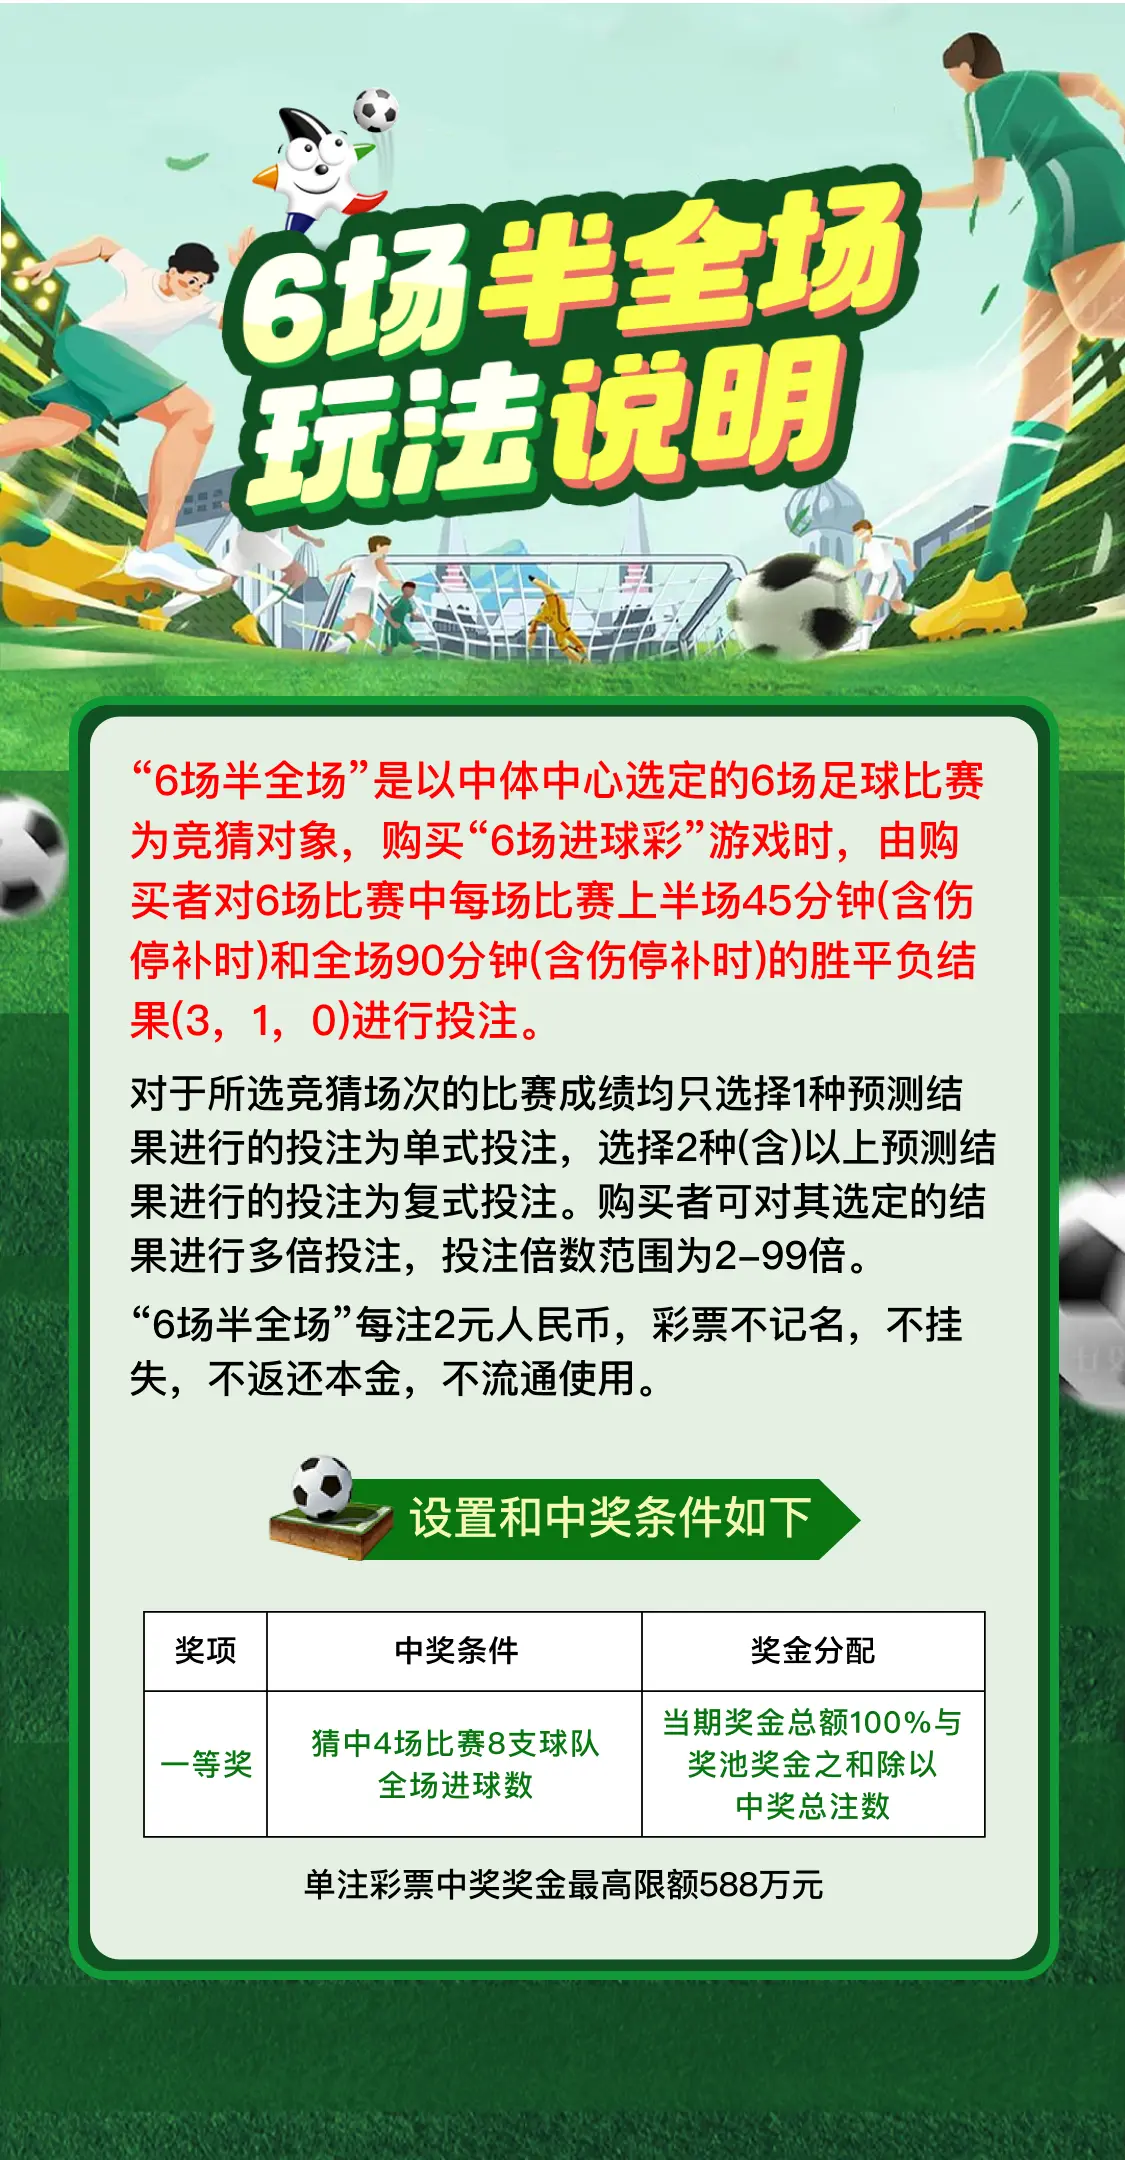 6场半全场
玩法说明
“6场半全场”是以中体中心选定的6场足球比赛
为竞猜对象，购买“6场进球彩”游戏时，由购
买者对6场比赛中每场比赛上半场45分钟(含伤
停补时)和全场90分钟(含伤停补时)的胜平负结
果(3，1，0)进行投注。
对于所选竞猜场次的比赛成绩均只选择1种预测结
果进行的投注为单式投注，选择2种(含)以上预测结
果进行的投注为复式投注。购买者可对其选定的结
果进行多倍投注，投注倍数范围为2-99倍。
“6场半全场”每注2元人民币，彩票不记名，不挂
失，不返还本金，不流通使用。
设置和中奖条件如下
奖项 中奖条件 奖金分配
一等奖
猜中4场比赛8支球队
全场进球数
当期奖金总额100%与
奖池奖金之和除以
中奖总注数
单注彩票中奖奖金最高限额588万元